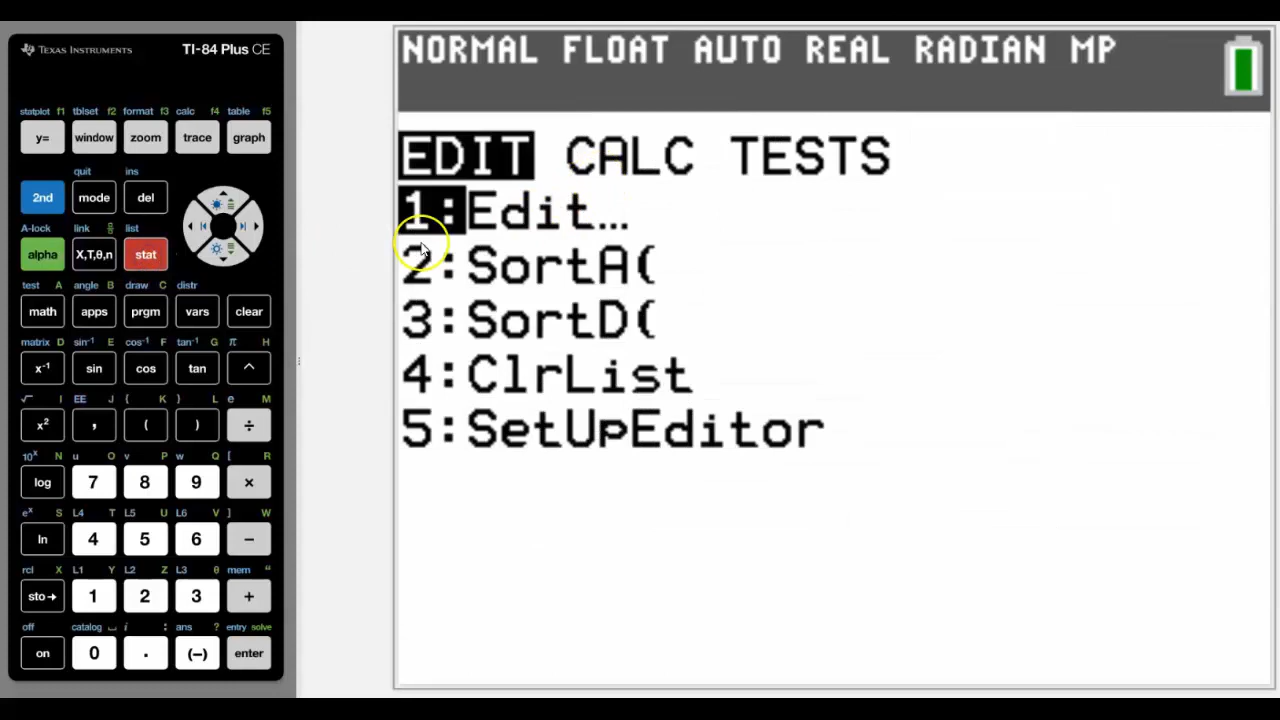 TEXAS INSTRUMENTS TI-84 Plus CE
NORMAL FLOAT AUTO REAL RADIAN MP
EDIT CALC TESTS
1:Edit…
2:SortA(
3:SortD(
4:ClrList
5:SetUpEditor
statplot f1 tblset f2 format f3 calc f4 table f5
y= window zoom trace graph
quit ins
2nd mode del
A-lock link list
alpha X,T,θ,n stat
test A angle B draw C distr
math apps prgm vars clear
matrix D sin⁻¹ E cos⁻¹ F tan⁻¹ G π H
x⁻¹ sin cos tan ^
√ I EE J { K } L e M
x² , ( ) ÷
10ˣ N u O v P w Q [ R
log 7 8 9 ×
eˣ S L4 T L5 U L6 V ] W
ln 4 5 6 −
rcl X L1 Y L2 Z L3 θ mem “
sto→ 1 2 3 +
off catalog ⎵ i : ans ? entry solve
on 0 . (−) enter